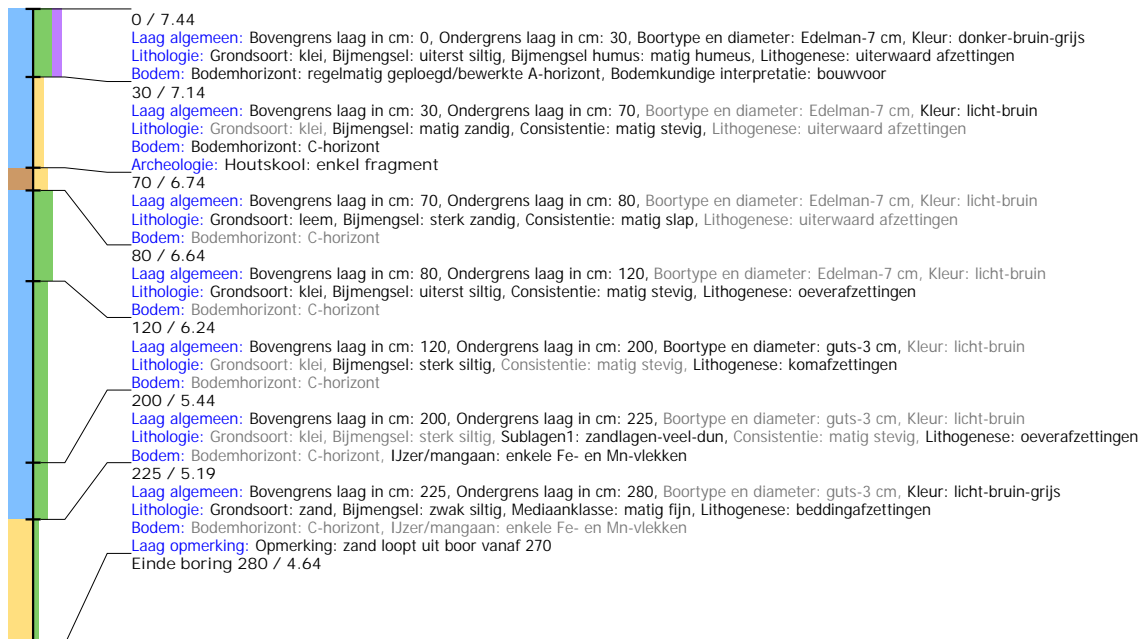 0 / 7.44
Laag algemeen: Bovengrens laag in cm: 0, Ondergrens laag in cm: 30, Boortype en diameter: Edelman-7 cm, Kleur: donker-bruin-grijs
Lithologie: Grondsoort: klei, Bijmengsel: uiterst siltig, Bijmengsel humus: matig humeus, Lithogenese: uiterwaard afzettingen
Bodem: Bodemhorizont: regelmatig geploegd/bewerkte A-horizont, Bodemkundige interpretatie: bouwvoor
30 / 7.14
Laag algemeen: Bovengrens laag in cm: 30, Ondergrens laag in cm: 70, Boortype en diameter: Edelman-7 cm, Kleur: licht-bruin
Lithologie: Grondsoort: klei, Bijmengsel: matig zandig, Consistentie: matig stevig, Lithogenese: uiterwaard afzettingen
Bodem: Bodemhorizont: C-horizont
Archeologie: Houtskool: enkel fragment
70 / 6.74
Laag algemeen: Bovengrens laag in cm: 70, Ondergrens laag in cm: 80, Boortype en diameter: Edelman-7 cm, Kleur: licht-bruin
Lithologie: Grondsoort: leem, Bijmengsel: sterk zandig, Consistentie: matig slap, Lithogenese: uiterwaard afzettingen
Bodem: Bodemhorizont: C-horizont
80 / 6.64
Laag algemeen: Bovengrens laag in cm: 80, Ondergrens laag in cm: 120, Boortype en diameter: Edelman-7 cm, Kleur: licht-bruin
Lithologie: Grondsoort: klei, Bijmengsel: uiterst siltig, Consistentie: matig stevig, Lithogenese: oeverafzettingen
Bodem: Bodemhorizont: C-horizont
120 / 6.24
Laag algemeen: Bovengrens laag in cm: 120, Ondergrens laag in cm: 200, Boortype en diameter: guts-3 cm, Kleur: licht-bruin
Lithologie: Grondsoort: klei, Bijmengsel: sterk siltig, Consistentie: matig stevig, Lithogenese: komafzettingen
Bodem: Bodemhorizont: C-horizont
200 / 5.44
Laag algemeen: Bovengrens laag in cm: 200, Ondergrens laag in cm: 225, Boortype en diameter: guts-3 cm, Kleur: licht-bruin
Lithologie: Grondsoort: klei, Bijmengsel: sterk siltig, Sublagen1: zandlagen-veel-dun, Consistentie: matig stevig, Lithogenese: oeverafzettingen
Bodem: Bodemhorizont: C-horizont, IJzer/mangaan: enkele Fe- en Mn-vlekken
225 / 5.19
Laag algemeen: Bovengrens laag in cm: 225, Ondergrens laag in cm: 280, Boortype en diameter: guts-3 cm, Kleur: licht-bruin-grijs
Lithologie: Grondsoort: zand, Bijmengsel: zwak siltig, Mediaanklasse: matig fijn, Lithogenese: beddingafzettingen
Bodem: Bodemhorizont: C-horizont, IJzer/mangaan: enkele Fe- en Mn-vlekken
Laag opmerking: Opmerking: zand loopt uit boor vanaf 270
Einde boring 280 / 4.64